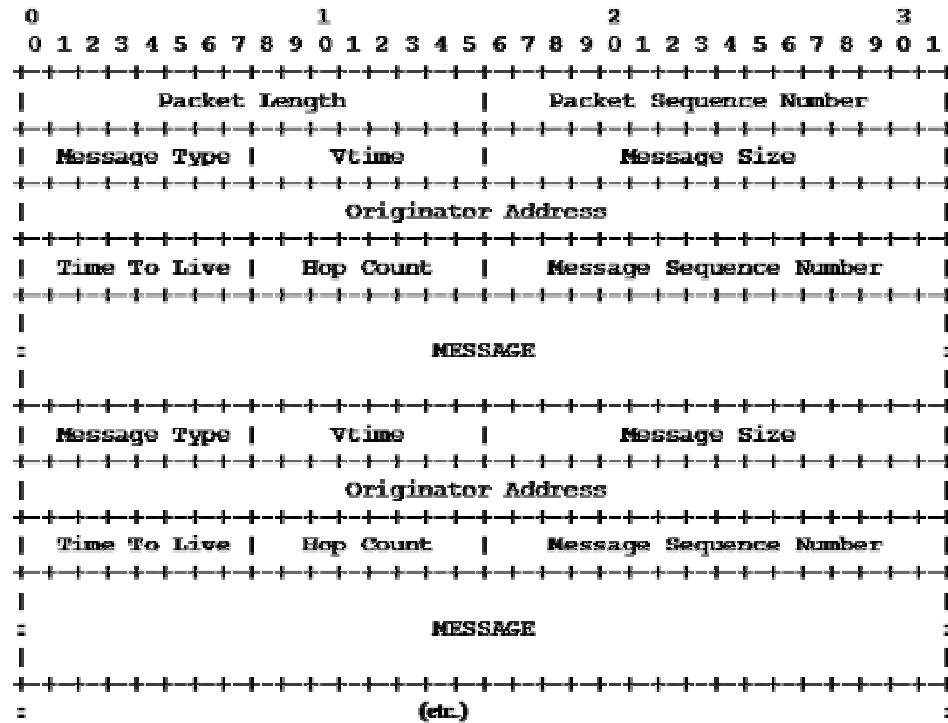 0                   1                   2                   3
0 1 2 3 4 5 6 7 8 9 0 1 2 3 4 5 6 7 8 9 0 1 2 3 4 5 6 7 8 9 0 1
Packet Length Packet Sequence Number
Message Type Vtime Message Size
Originator Address
Time To Live Hop Count Message Sequence Number
MESSAGE
Message Type Vtime Message Size
Originator Address
Time To Live Hop Count Message Sequence Number
MESSAGE
(etc.)